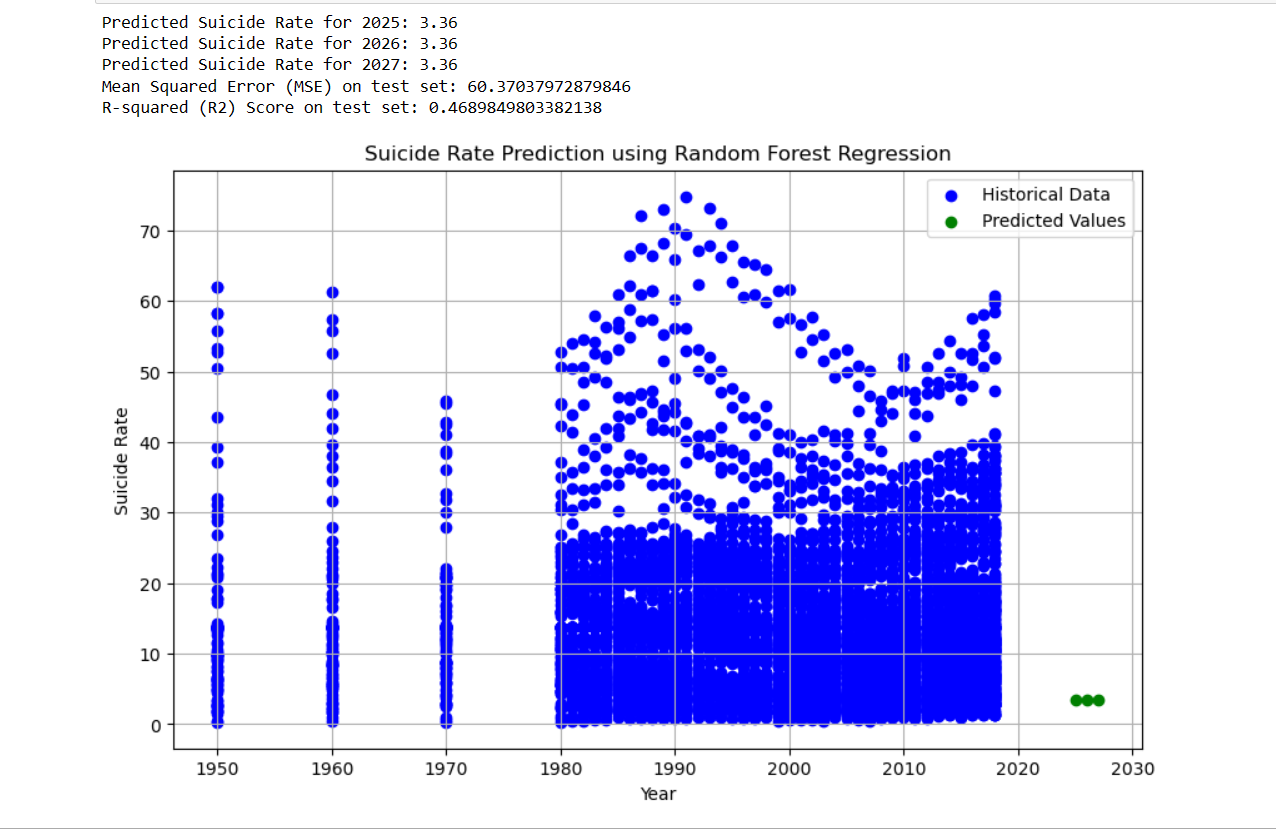 Predicted Suicide Rate for 2025: 3.36
Predicted Suicide Rate for 2026: 3.36
Predicted Suicide Rate for 2027: 3.36
Mean Squared Error (MSE) on test set: 60.37037972879846
R-squared (R2) Score on test set: 0.4689849803382138
Suicide Rate Prediction using Random Forest Regression
Historical Data
Predicted Values
70
60
50
40
30
20
10
0
Suicide Rate
1950 1960 1970 1980 1990 2000 2010 2020 2030
Year